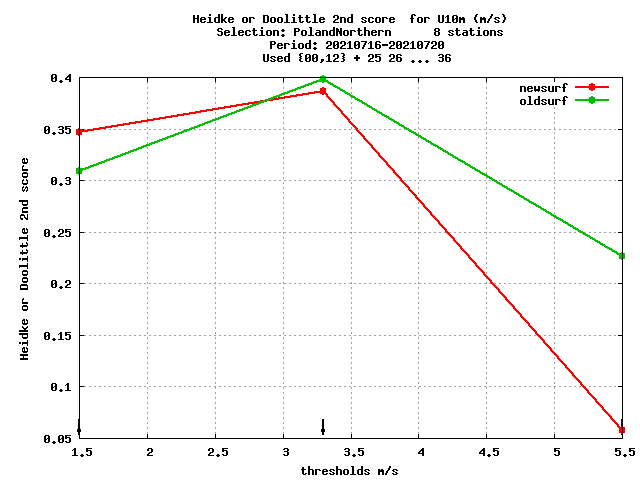 Heidke or Doolittle 2nd score  for U10m (m/s)
Selection: PolandNorthern      8 stations
Period: 20210716-20210720
Used {00,12} + 25 26 ... 36
newsurf
oldsurf
Heidke or Doolittle 2nd score
0.4
0.35
0.3
0.25
0.2
0.15
0.1
0.05
1.5 2 2.5 3 3.5 4 4.5 5 5.5
thresholds m/s